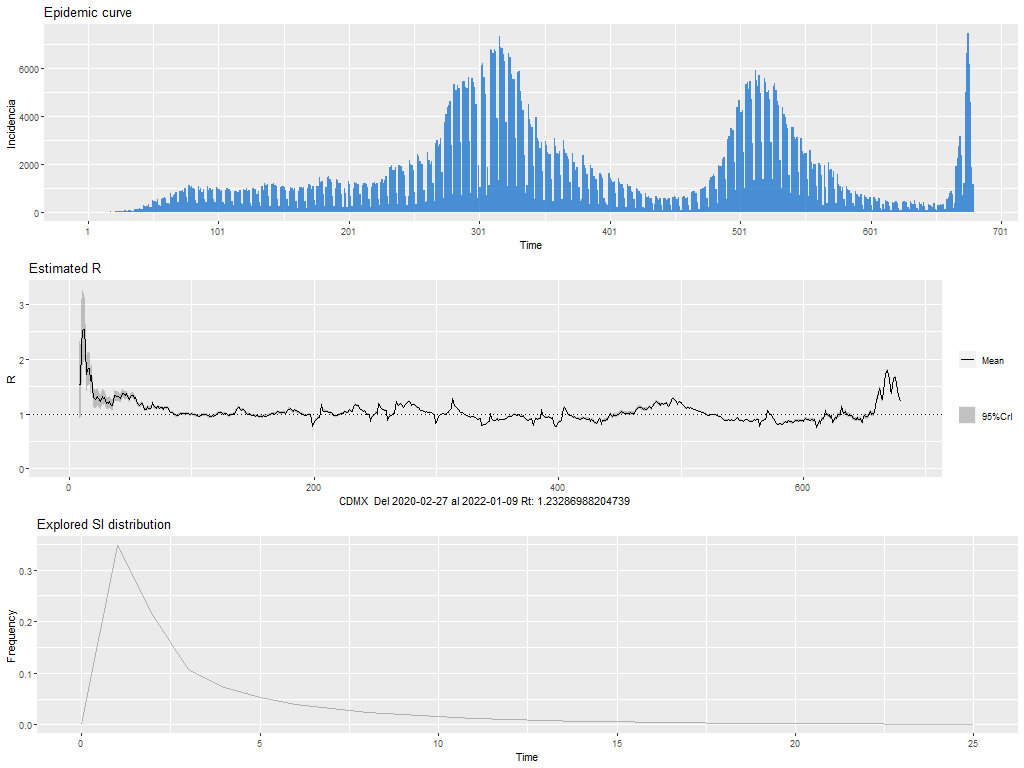 Epidemic curve
6000
4000
2000
0
Incidencia
1
101
201
301
401
501
601
701
Time
Estimated R
3
2
1
0
R
Mean
95%CrI
0
200
400
600
CDMX Del 2020-02-27 al 2022-01-09 Rt: 1.23286988204739
Explored SI distribution
0.3
0.2
0.1
0.0
Frequency
0
5
10
15
20
25
Time